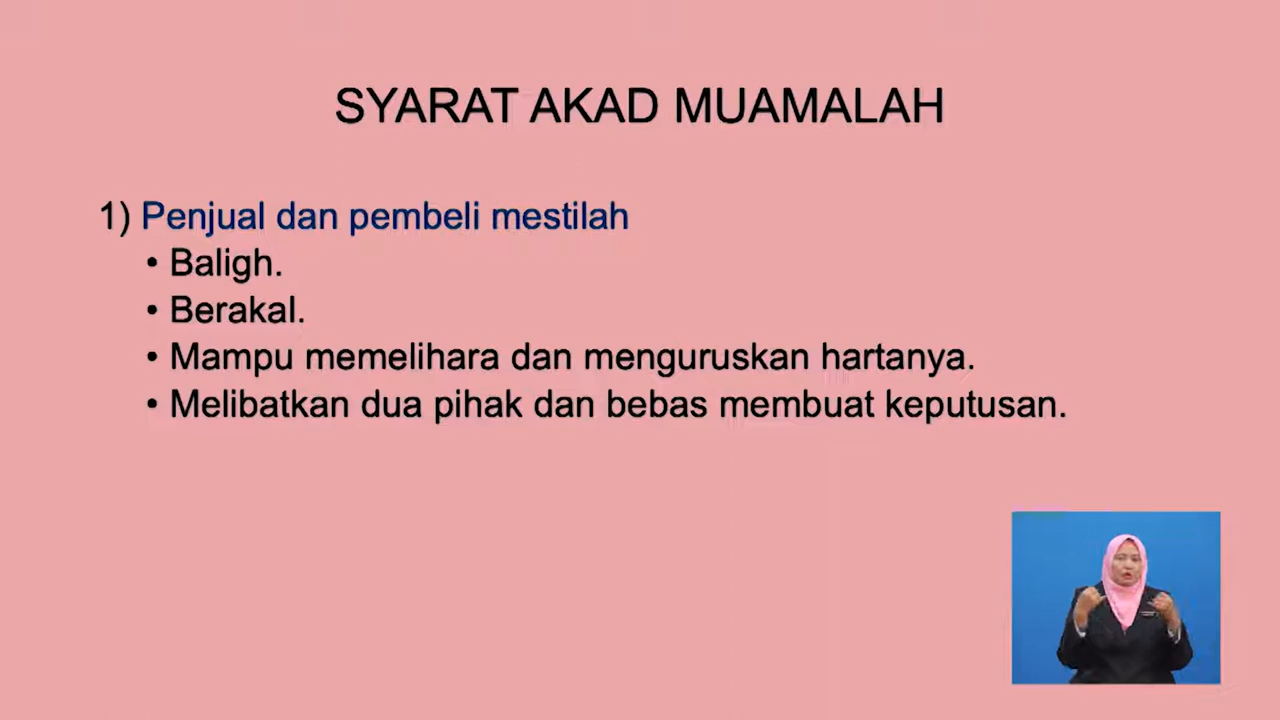 SYARAT AKAD MUAMALAH
1) Penjual dan pembeli mestilah
• Baligh.
• Berakal.
• Mampu memelihara dan menguruskan hartanya.
• Melibatkan dua pihak dan bebas membuat keputusan.